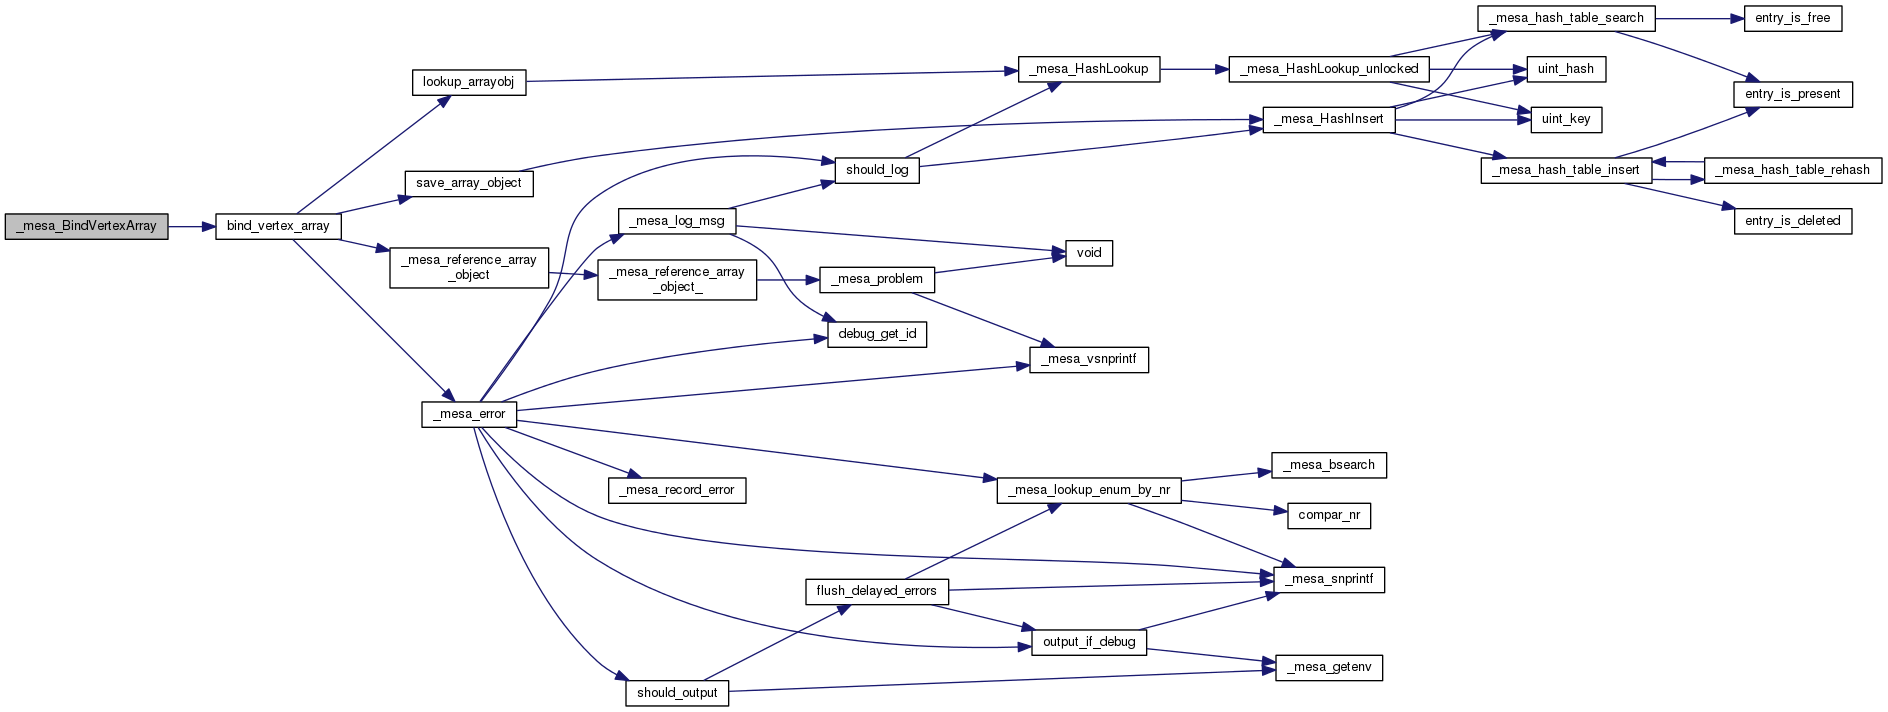 _mesa_BindVertexArray
bind_vertex_array
lookup_arrayobj
save_array_object
_mesa_reference_array
_object
_mesa_error
_mesa_reference_array
_object_
_mesa_log_msg
_mesa_record_error
should_output
should_log
_mesa_problem
debug_get_id
flush_delayed_errors
_mesa_HashLookup
void
_mesa_vsnprintf
_mesa_lookup_enum_by_nr
output_if_debug
_mesa_HashLookup_unlocked
_mesa_HashInsert
_mesa_bsearch
compar_nr
_mesa_snprintf
_mesa_getenv
_mesa_hash_table_search
uint_hash
uint_key
_mesa_hash_table_insert
entry_is_free
entry_is_present
_mesa_hash_table_rehash
entry_is_deleted